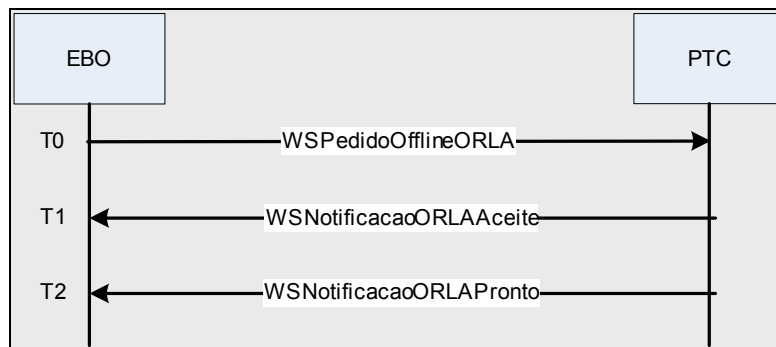 EBO
PTC
T0
WSPedidoOfflineORLA
T1
WSNotificacaoORLAAceite
T2
WSNotificacaoORLAPronto